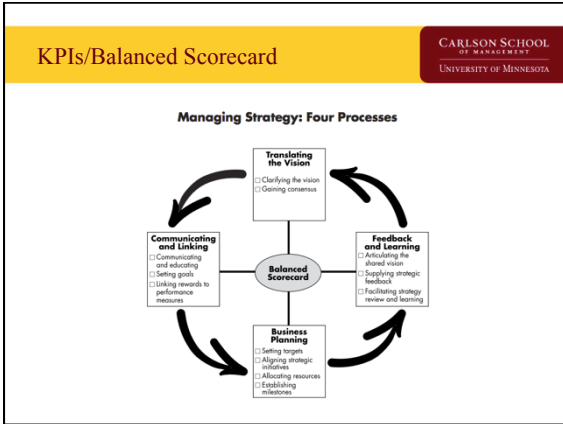 KPIs/Balanced Scorecard
CARLSON SCHOOL
OF MANAGEMENT
UNIVERSITY OF MINNESOTA
Managing Strategy: Four Processes
Translating
the Vision
Clarifying the vision
Gaining consensus
Communicating
and Linking
Communicating
and educating
Setting goals
Linking rewards to
performance
measures
Balanced
Scorecard
Feedback
and Learning
Articulating the
shared vision
Supplying strategic
feedback
Facilitating strategy
review and learning
Business
Planning
Setting targets
Aligning strategic
initiatives
Allocating resources
Establishing
milestones